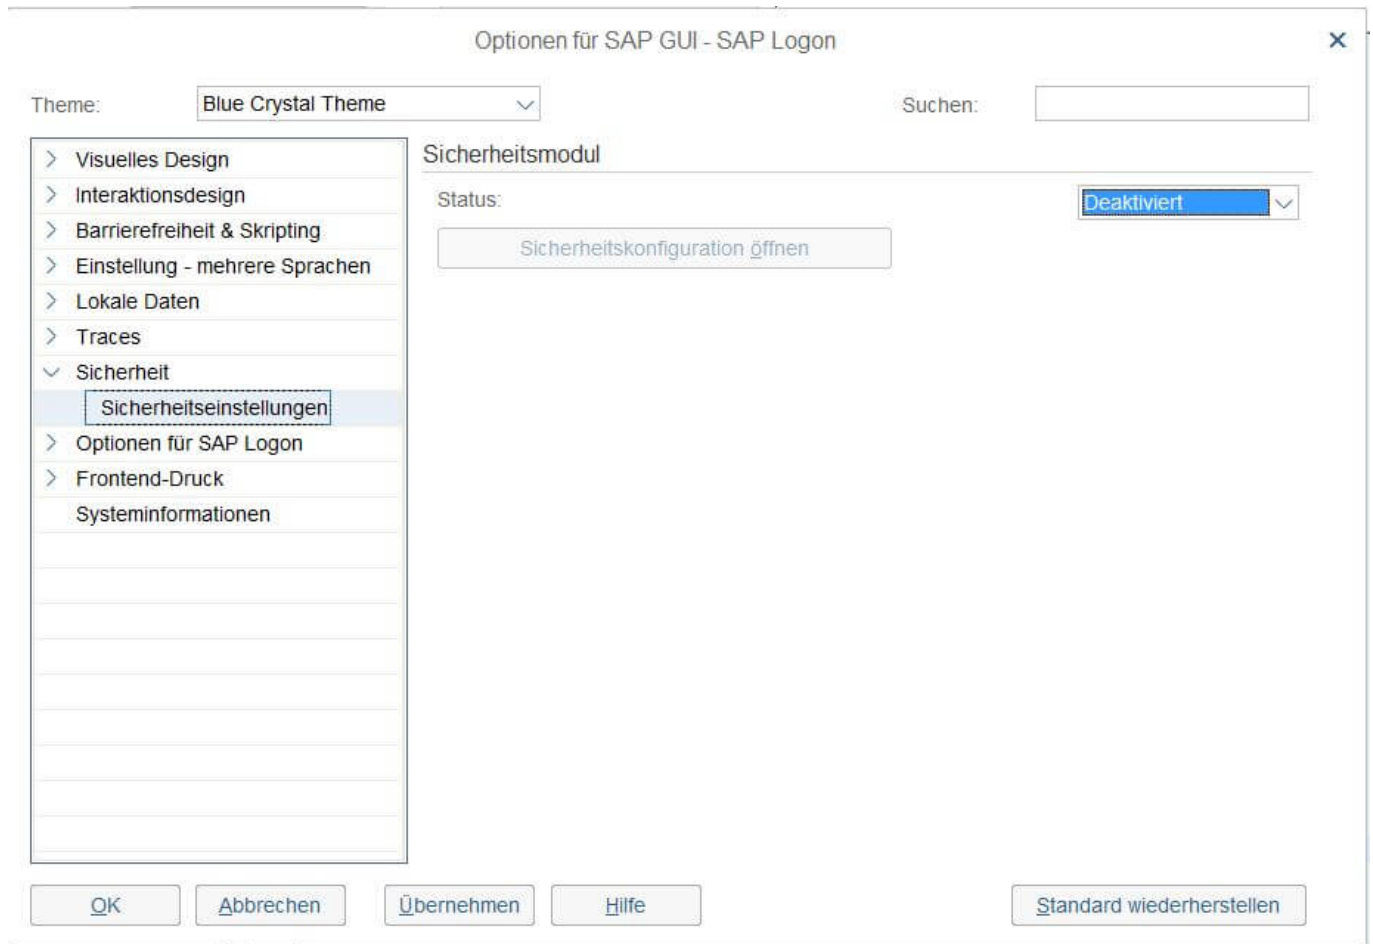 Optionen für SAP GUI - SAP Logon
Theme: Blue Crystal Theme Suchen:
Visuelles Design
Interaktionsdesign
Barrierefreiheit & Skripting
Einstellung - mehrere Sprachen
Lokale Daten
Traces
Sicherheit
Sicherheitseinstellungen
Optionen für SAP Logon
Frontend-Druck
Systeminformationen
Sicherheitsmodul
Status: Deaktiviert
Sicherheitskonfiguration öffnen
OK Abbrechen Übernehmen Hilfe Standard wiederherstellen